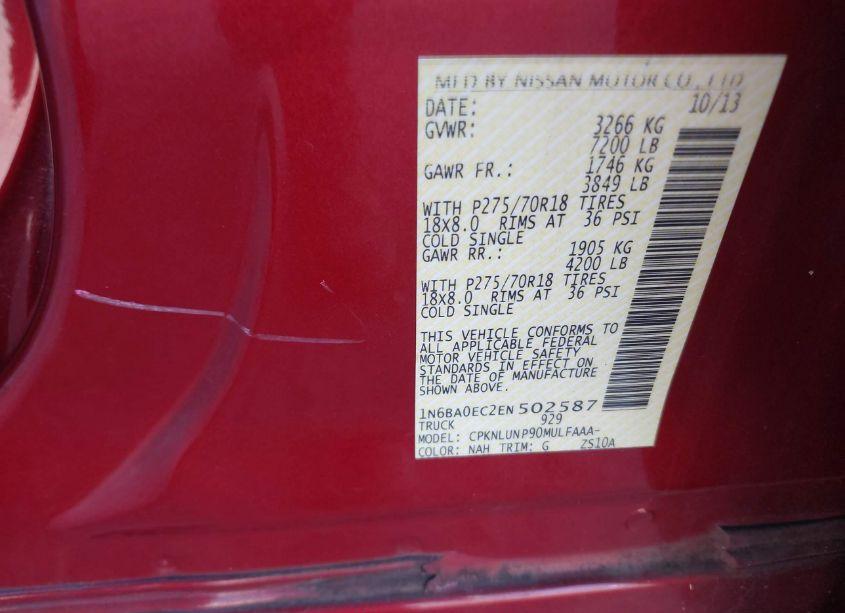 MFD BY NISSAN MOTOR CO., LTD
DATE: 10/13
GVWR: 3266 KG
7200 LB
GAWR FR.: 1746 KG
3849 LB
WITH P275/70R18 TIRES
18X8.0 RIMS AT 36 PSI
COLD SINGLE
GAWR RR.: 1905 KG
4200 LB
WITH P275/70R18 TIRES
18X8.0 RIMS AT 36 PSI
COLD SINGLE
THIS VEHICLE CONFORMS TO
ALL APPLICABLE FEDERAL
MOTOR VEHICLE SAFETY
STANDARDS IN EFFECT ON
THE DATE OF MANUFACTURE
SHOWN ABOVE.
1N6BA0EC2EN 502587
TRUCK 929
MODEL: CPKNLUNP90MULFAAA-
COLOR: NAH TRIM: G ZS10A